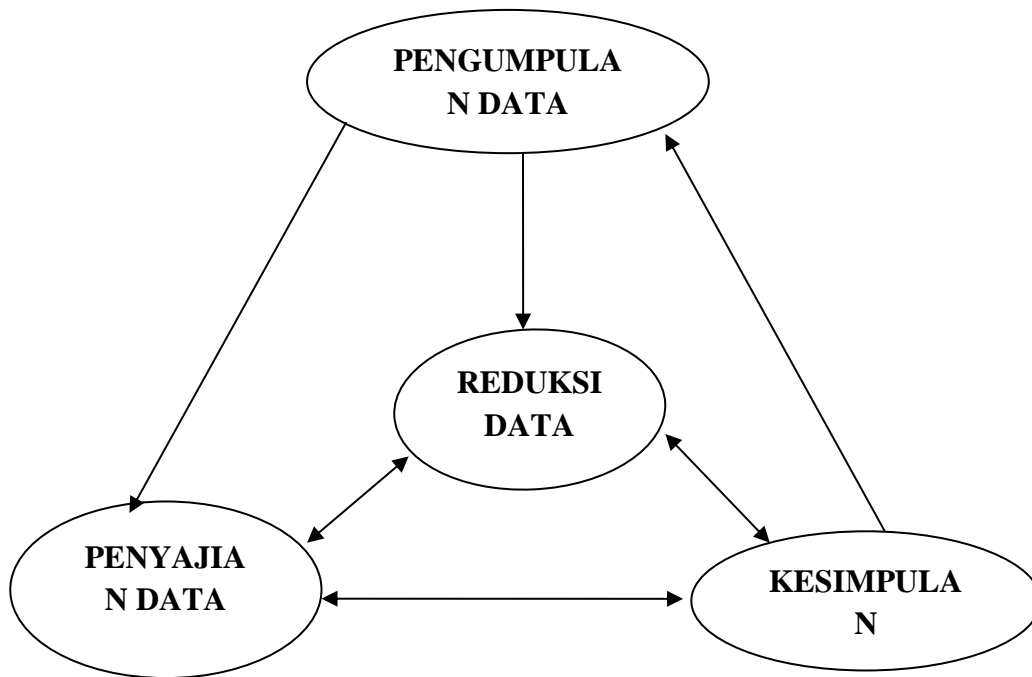 PENGUMPULA
N DATA
REDUKSI
DATA
PENYAJIA
N DATA
KESIMPULA
N